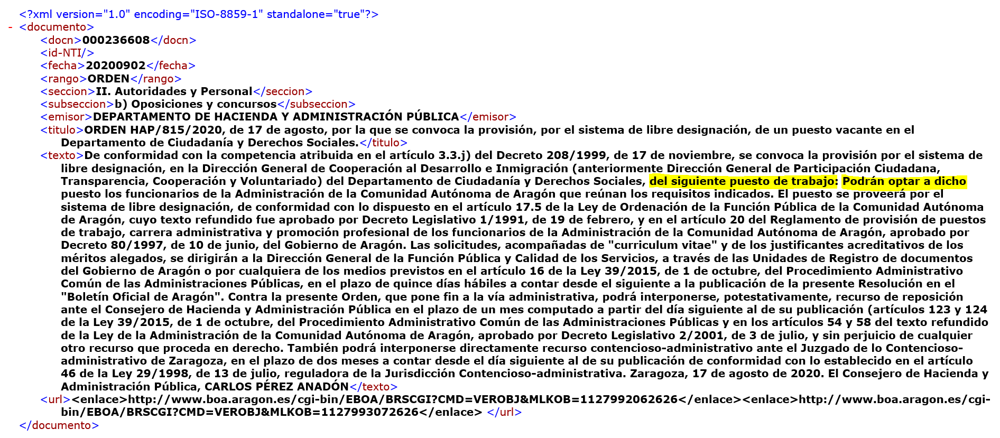 <?xml version="1.0" encoding="ISO-8859-1" standalone="true"?>
- <documento>
<docn>000236608</docn>
<id-NTI/>
<fecha>20200902</fecha>
<rango>ORDEN</rango>
<seccion>II. Autoridades y Personal</seccion>
<subseccion>b) Oposiciones y concursos</subseccion>
<emisor>DEPARTAMENTO DE HACIENDA Y ADMINISTRACIÓN PÚBLICA</emisor>
<titulo>ORDEN HAP/815/2020, de 17 de agosto, por la que se convoca la provisión, por el sistema de libre designación, de un puesto vacante en el
Departamento de Ciudadanía y Derechos Sociales.</titulo>
<texto>De conformidad con la competencia atribuida en el artículo 3.3.j) del Decreto 208/1999, de 17 de noviembre, se convoca la provisión por el sistema de
libre designación, en la Dirección General de Cooperación al Desarrollo e Inmigración (anteriormente Dirección General de Participación Ciudadana,
Transparencia, Cooperación y Voluntariado) del Departamento de Ciudadanía y Derechos Sociales, del siguiente puesto de trabajo: Podrán optar a dicho
puesto los funcionarios de la Administración de la Comunidad Autónoma de Aragón que reúnan los requisitos indicados. El puesto se proveerá por el
sistema de libre designación, de conformidad con lo dispuesto en el artículo 17.5 de la Ley de Ordenación de la Función Pública de la Comunidad Autónoma
de Aragón, cuyo texto refundido fue aprobado por Decreto Legislativo 1/1991, de 19 de febrero, y en el artículo 20 del Reglamento de provisión de puestos
de trabajo, carrera administrativa y promoción profesional de los funcionarios de la Administración de la Comunidad Autónoma de Aragón, aprobado por
Decreto 80/1997, de 10 de junio, del Gobierno de Aragón. Las solicitudes, acompañadas de "curriculum vitae" y de los justificantes acreditativos de los
méritos alegados, se dirigirán a la Dirección General de la Función Pública y Calidad de los Servicios, a través de las Unidades de Registro de documentos
del Gobierno de Aragón o por cualquiera de los medios previstos en el artículo 16 de la Ley 39/2015, de 1 de octubre, del Procedimiento Administrativo
Común de las Administraciones Públicas, en el plazo de quince días hábiles a contar desde el siguiente a la publicación de la presente Resolución en el
"Boletín Oficial de Aragón". Contra la presente Orden, que pone fin a la vía administrativa, podrá interponerse, potestativamente, recurso de reposición
ante el Consejero de Hacienda y Administración Pública en el plazo de un mes computado a partir del día siguiente al de su publicación (artículos 123 y 124
de la Ley 39/2015, de 1 de octubre, del Procedimiento Administrativo Común de las Administraciones Públicas y en los artículos 54 y 58 del texto refundido
de la Ley de la Administración de la Comunidad Autónoma de Aragón, aprobado por Decreto Legislativo 2/2001, de 3 de julio, y sin perjuicio de cualquier
otro recurso que proceda en derecho. También podrá interponerse directamente recurso contencioso-administrativo ante el Juzgado de lo Contencioso-
administrativo de Zaragoza, en el plazo de dos meses a contar desde el día siguiente al de su publicación de conformidad con lo establecido en el artículo
46 de la Ley 29/1998, de 13 de julio, reguladora de la Jurisdicción Contencioso-administrativa. Zaragoza, 17 de agosto de 2020. El Consejero de Hacienda y
Administración Pública, CARLOS PÉREZ ANADÓN</texto>
<url><enlace>http://www.boa.aragon.es/cgi-bin/EBOA/BRSCGI?CMD=VEROBJ&MLKOB=1127992062626</enlace><enlace>http://www.boa.aragon.es/cgi-
bin/EBOA/BRSCGI?CMD=VEROBJ&MLKOB=1127993072626</enlace> </url>
</documento>